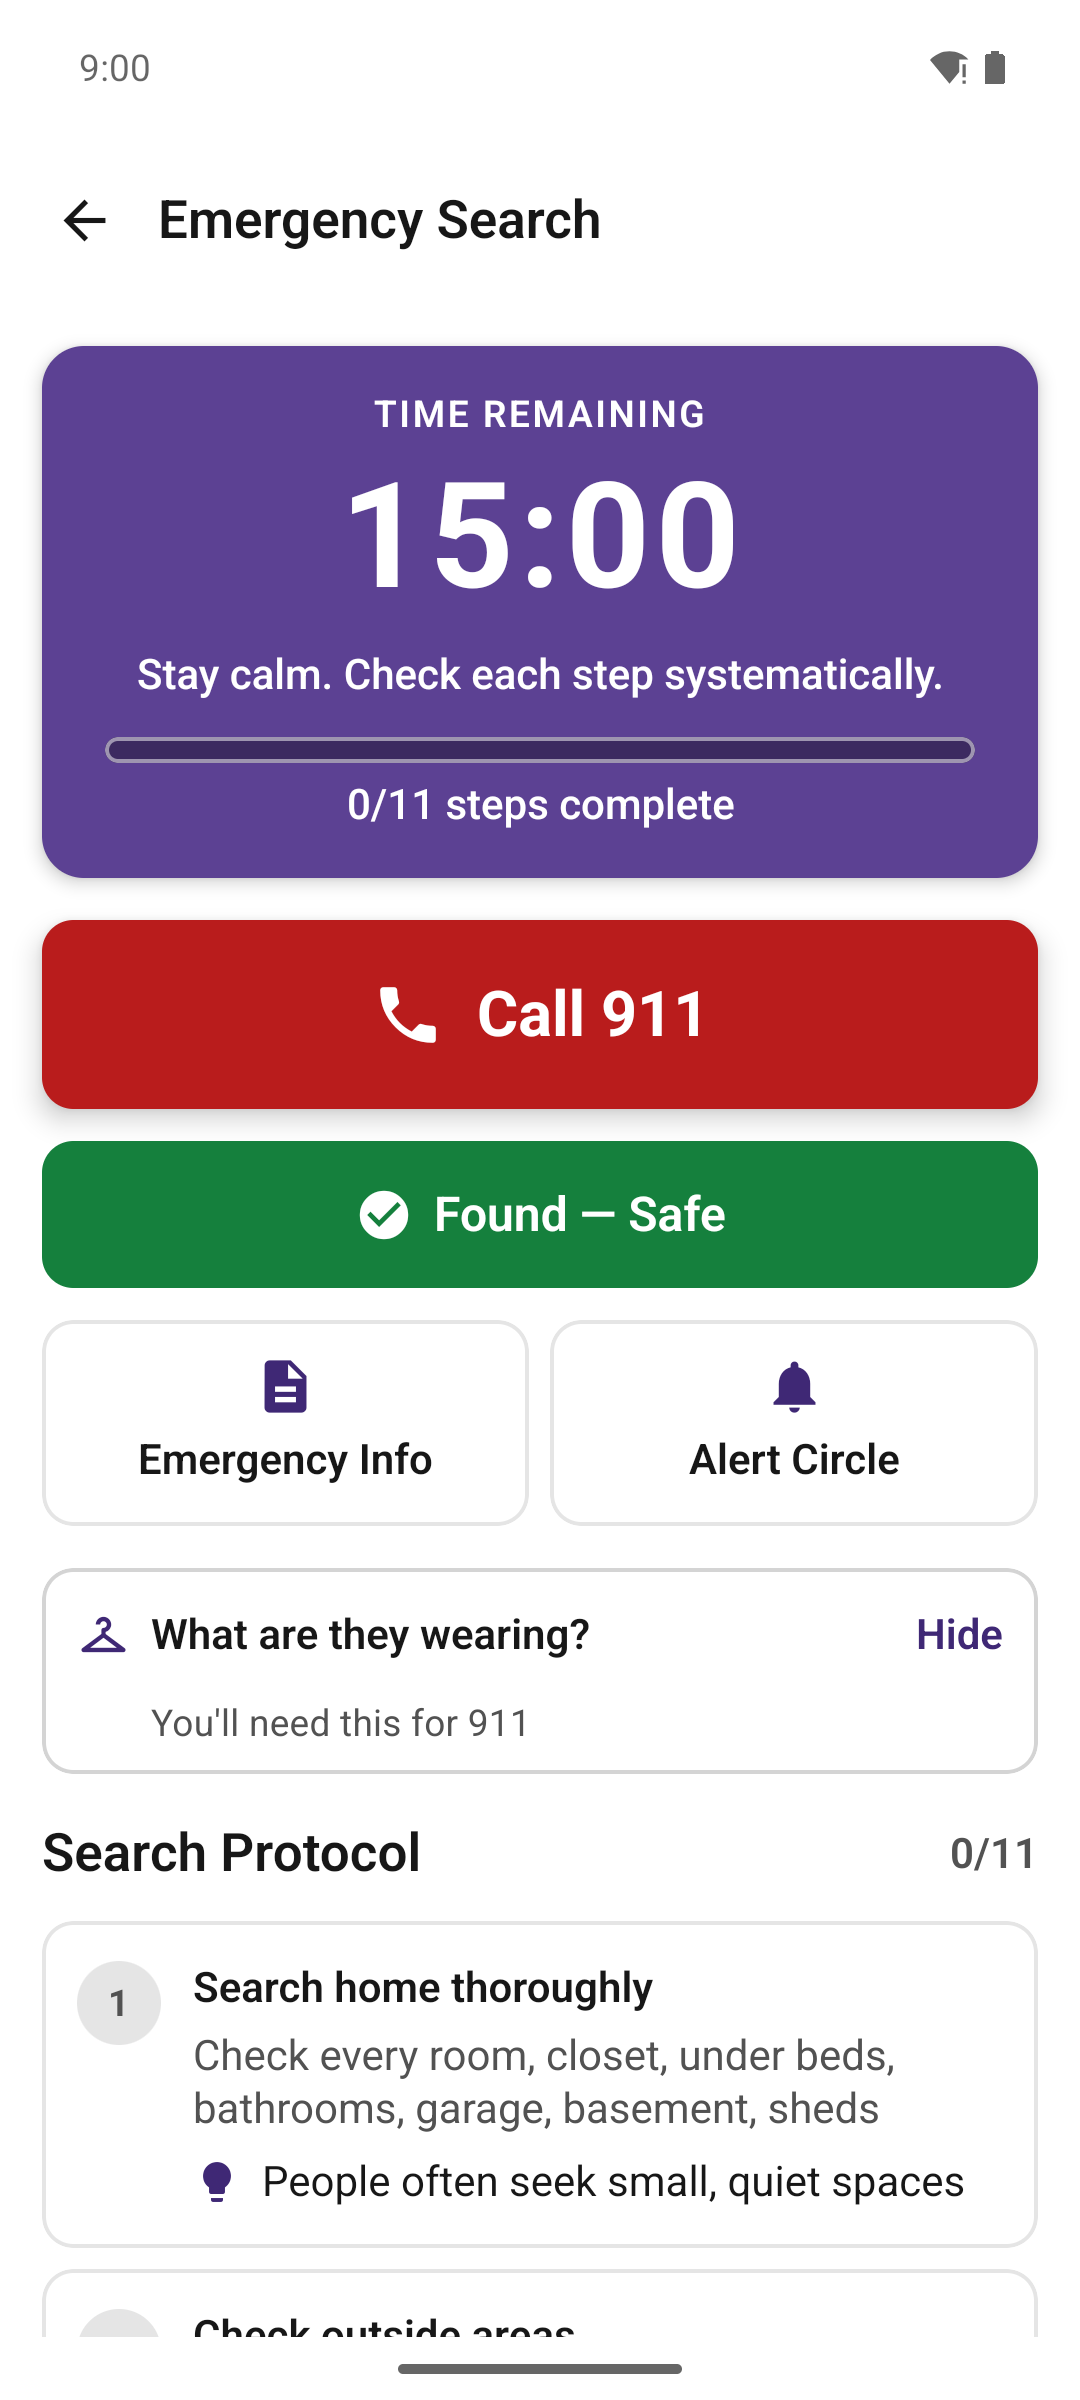 9:00
Emergency Search
TIME REMAINING
15:00
Stay calm. Check each step systematically.
0/11 steps complete
Call 911
Found — Safe
Emergency Info
Alert Circle
What are they wearing?
Hide
You'll need this for 911
Search Protocol
0/11
1
Search home thoroughly
Check every room, closet, under beds,
bathrooms, garage, basement, sheds
People often seek small, quiet spaces
Check outside areas